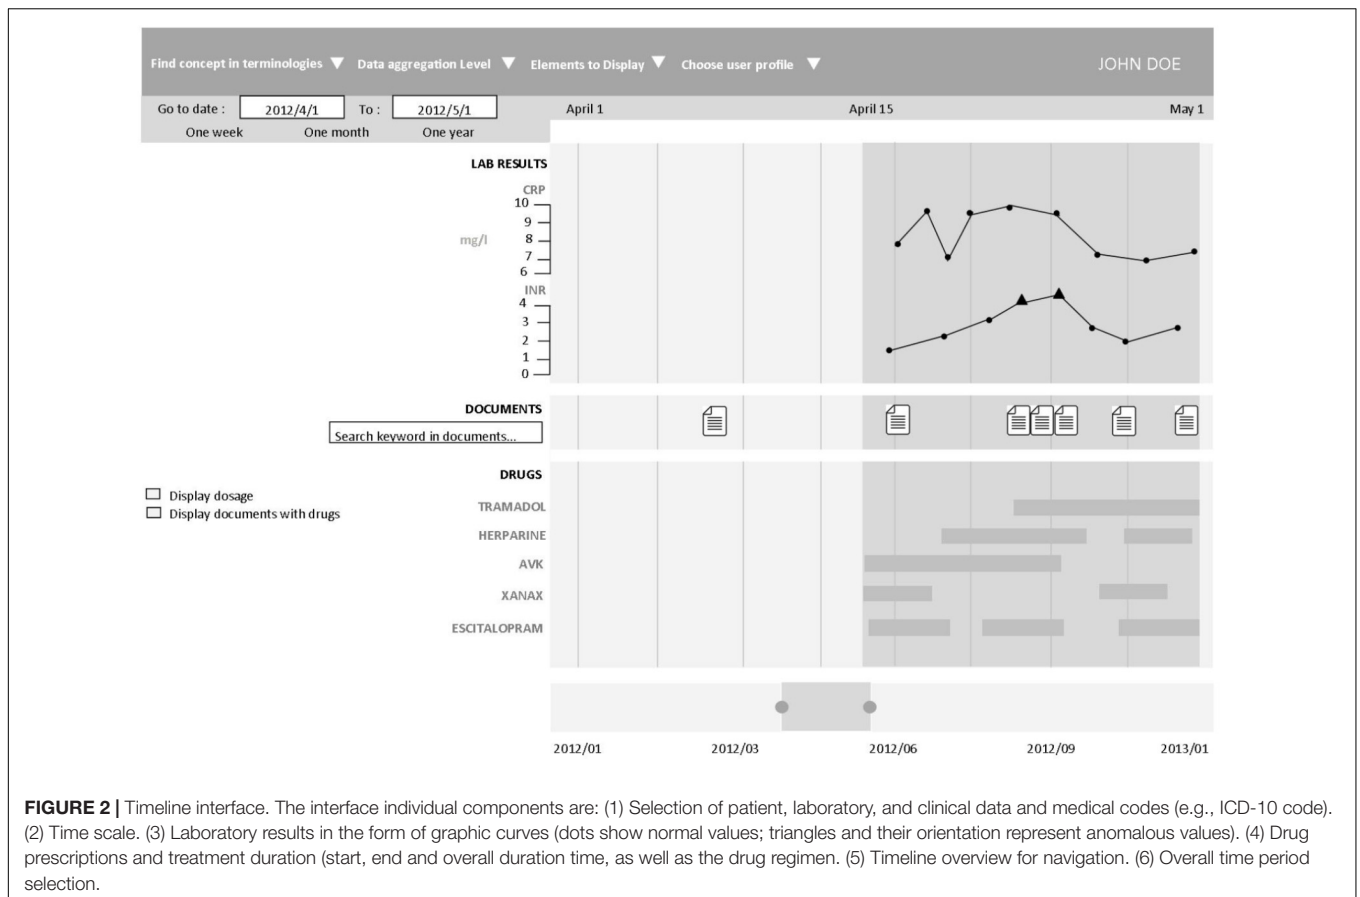 Find concept in terminologies Data aggregation Level Elements to Display Choose user profile JOHN DOE
Go to date : 2012/4/1 To : 2012/5/1 April 1 April 15 May 1
One week One month One year
LAB RESULTS
CRP
10
9
mg/l 8
7
6
INR
4
3
2
1
0
DOCUMENTS
Search keyword in documents...
DRUGS
Display dosage
Display documents with drugs
TRAMADOL
HERPARINE
AVK
XANAX
ESCITALOPRAM
2012/01 2012/03 2012/06 2012/09 2013/01
FIGURE 2 | Timeline interface. The interface individual components are: (1) Selection of patient, laboratory, and clinical data and medical codes (e.g., ICD-10 code).
(2) Time scale. (3) Laboratory results in the form of graphic curves (dots show normal values; triangles and their orientation represent anomalous values). (4) Drug
prescriptions and treatment duration (start, end and overall duration time, as well as the drug regimen. (5) Timeline overview for navigation. (6) Overall time period
selection.